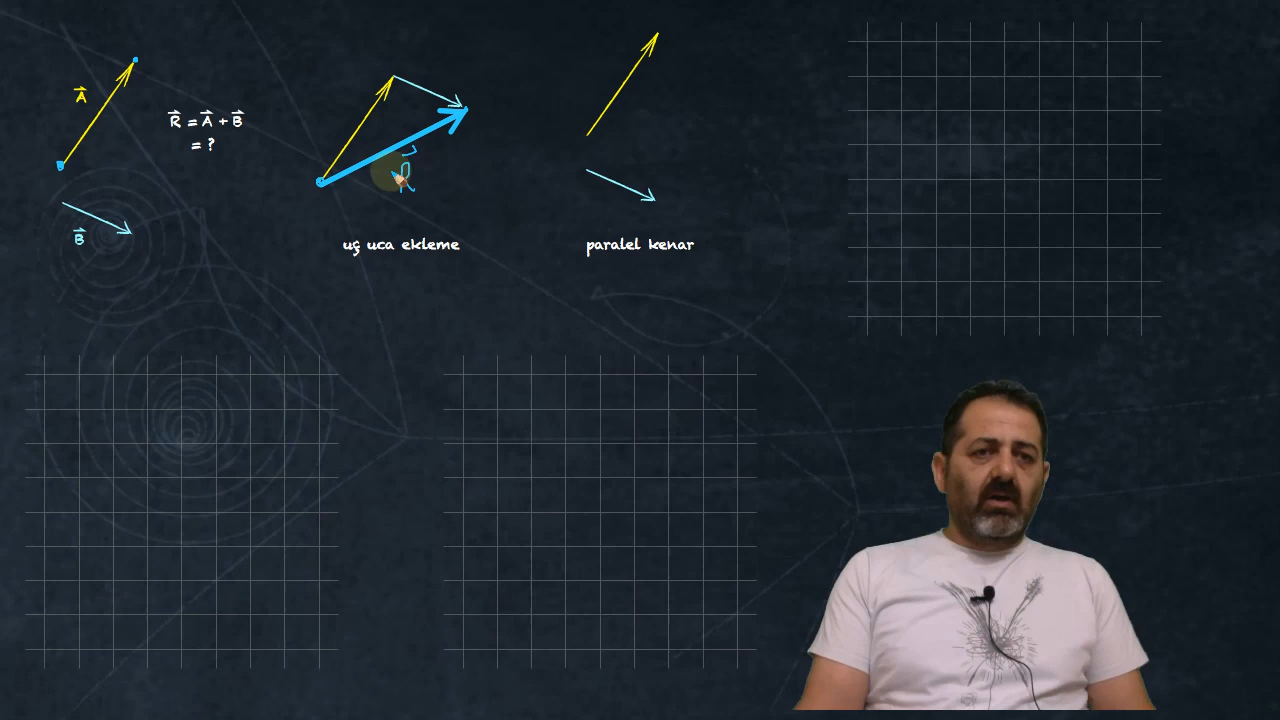 A
R = A + B
= ?
B
R
uç uca ekleme
paralel kenar